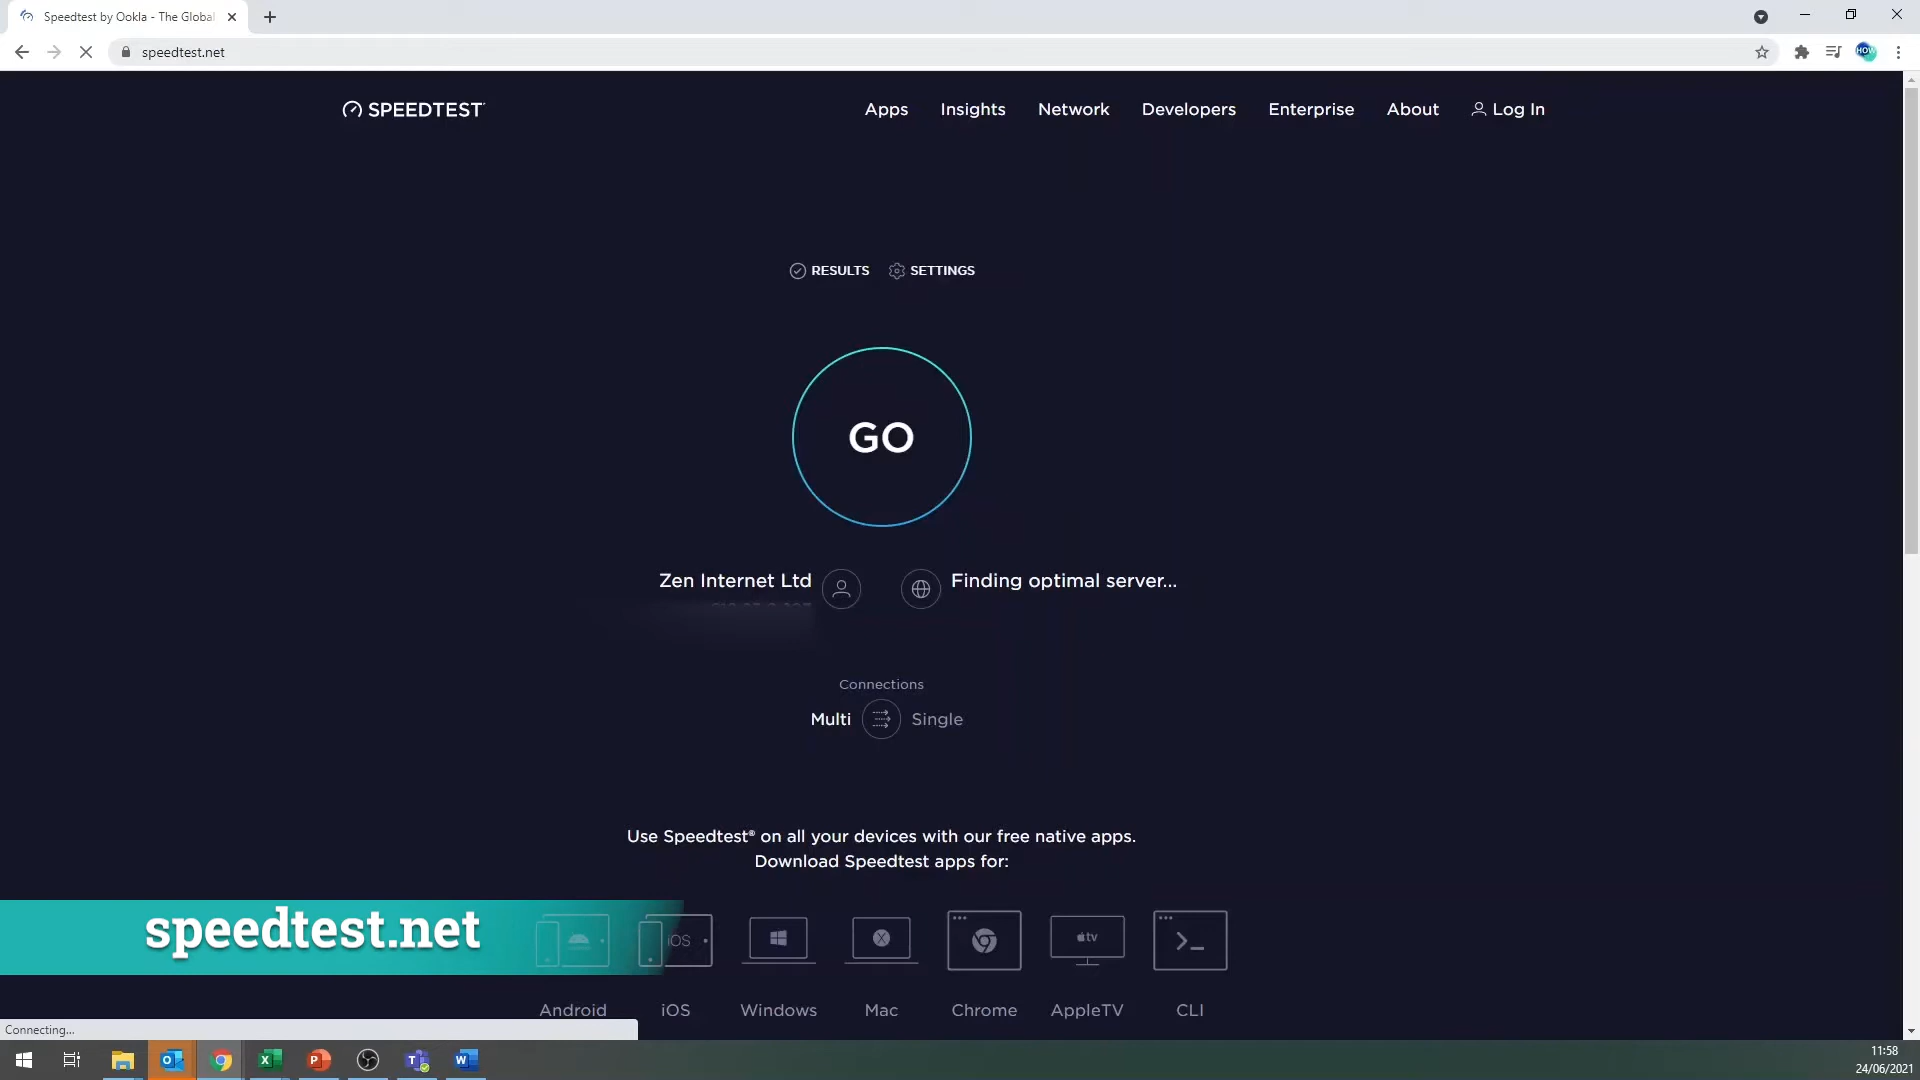 Speedtest by Ookla - The Global
speedtest.net
HOW
SPEEDTEST
Apps Insights Network Developers Enterprise About Log In
RESULTS SETTINGS
GO
Zen Internet Ltd Finding optimal server...
Connections
Multi Single
Use Speedtest® on all your devices with our free native apps.
Download Speedtest apps for:
speedtest.net
iOS
tv
Android iOS Windows Mac Chrome AppleTV CLI
Connecting...
11:58
24/06/2021